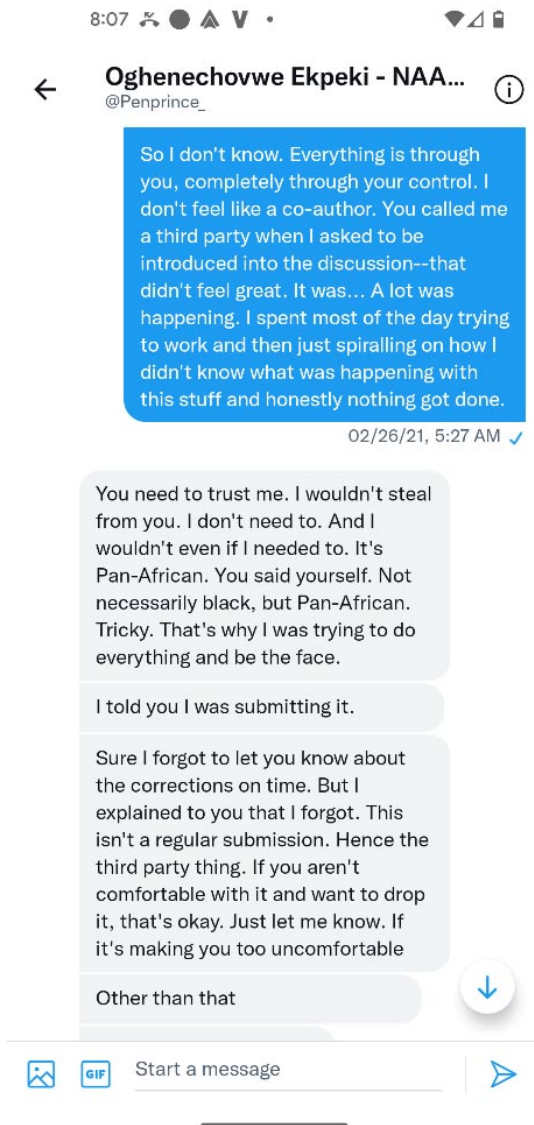 8:07
Oghenechovwe Ekpeki - NAA...
@Penprince_
So I don't know. Everything is through
you, completely through your control. I
don't feel like a co-author. You called me
a third party when I asked to be
introduced into the discussion--that
didn't feel great. It was... A lot was
happening. I spent most of the day trying
to work and then just spiralling on how I
didn't know what was happening with
this stuff and honestly nothing got done.
02/26/21, 5:27 AM
You need to trust me. I wouldn't steal
from you. I don't need to. And I
wouldn't even if I needed to. It's
Pan-African. You said yourself. Not
necessarily black, but Pan-African.
Tricky. That's why I was trying to do
everything and be the face.
I told you I was submitting it.
Sure I forgot to let you know about
the corrections on time. But I
explained to you that I forgot. This
isn't a regular submission. Hence the
third party thing. If you aren't
comfortable with it and want to drop
it, that's okay. Just let me know. If
it's making you too uncomfortable
Other than that
GIF
Start a message